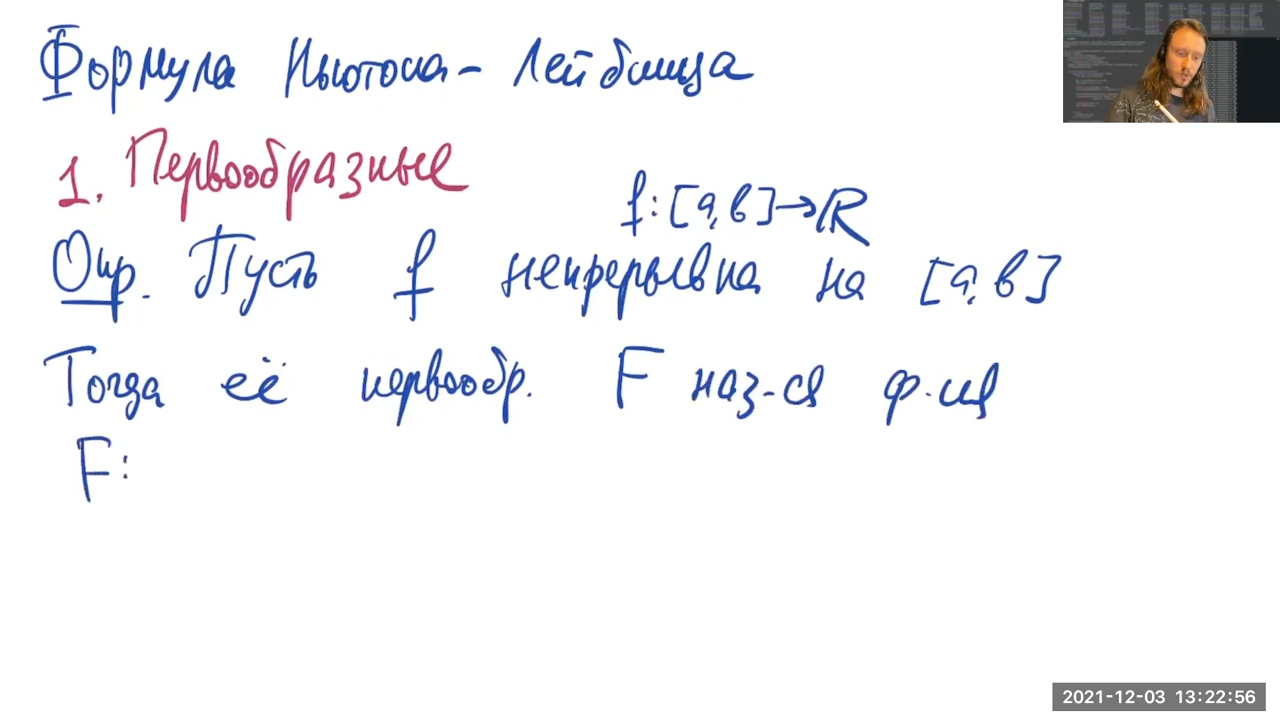 Формула Ньютона - Лейбница
1. Первообразные
f: [a, b] → ℝ
Опр. Пусть f непрерывна на [a, b]
Тогда её первообр. F наз-ся ф-ция
F:
2021-12-03 13:22:56